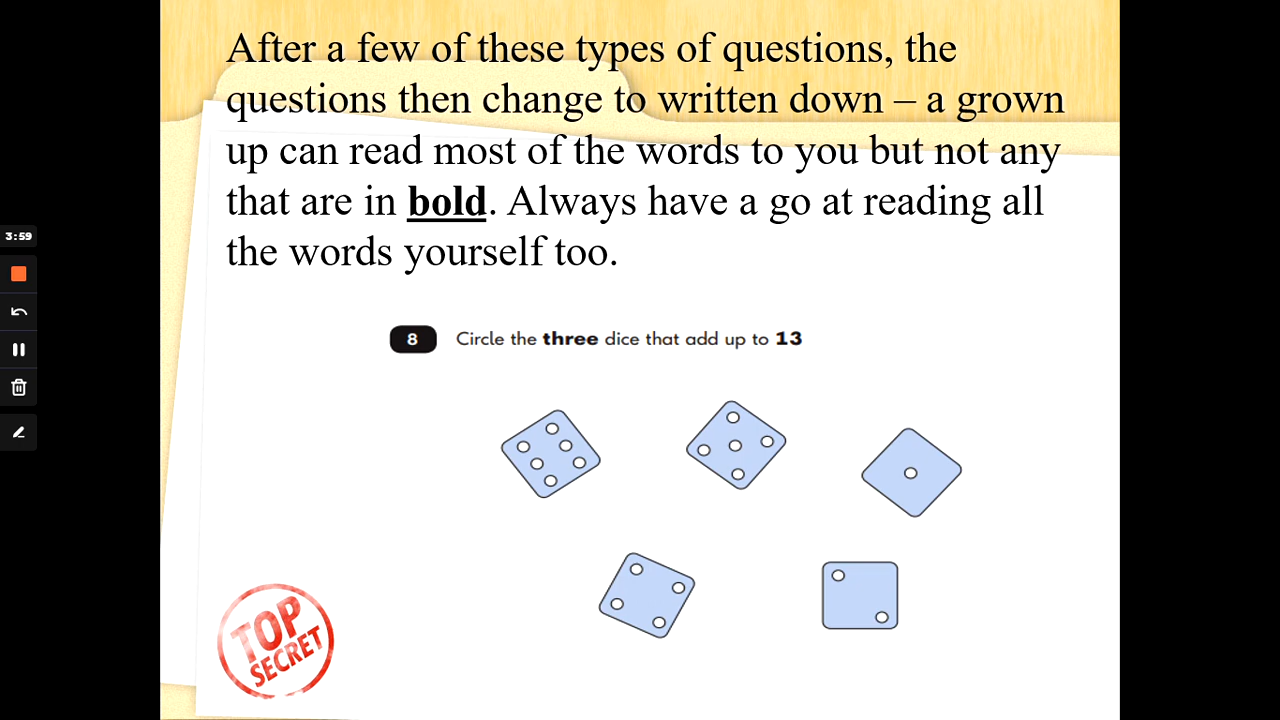 After a few of these types of questions, the
questions then change to written down – a grown
up can read most of the words to you but not any
that are in bold. Always have a go at reading all
the words yourself too.
3:59
8 Circle the three dice that add up to 13
TOP
SECRET